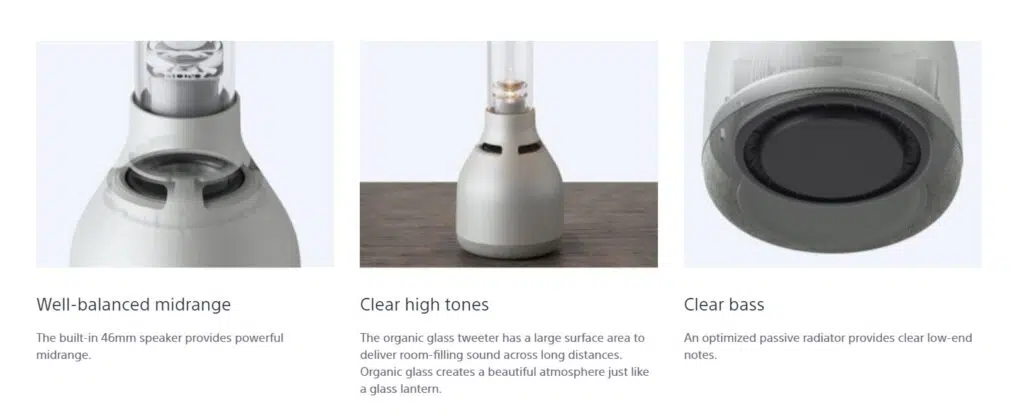 Well-balanced midrange
The built-in 46mm speaker provides powerful
midrange.
Clear high tones
The organic glass tweeter has a large surface area to
deliver room-filling sound across long distances.
Organic glass creates a beautiful atmosphere just like
a glass lantern.
Clear bass
An optimized passive radiator provides clear low-end
notes.